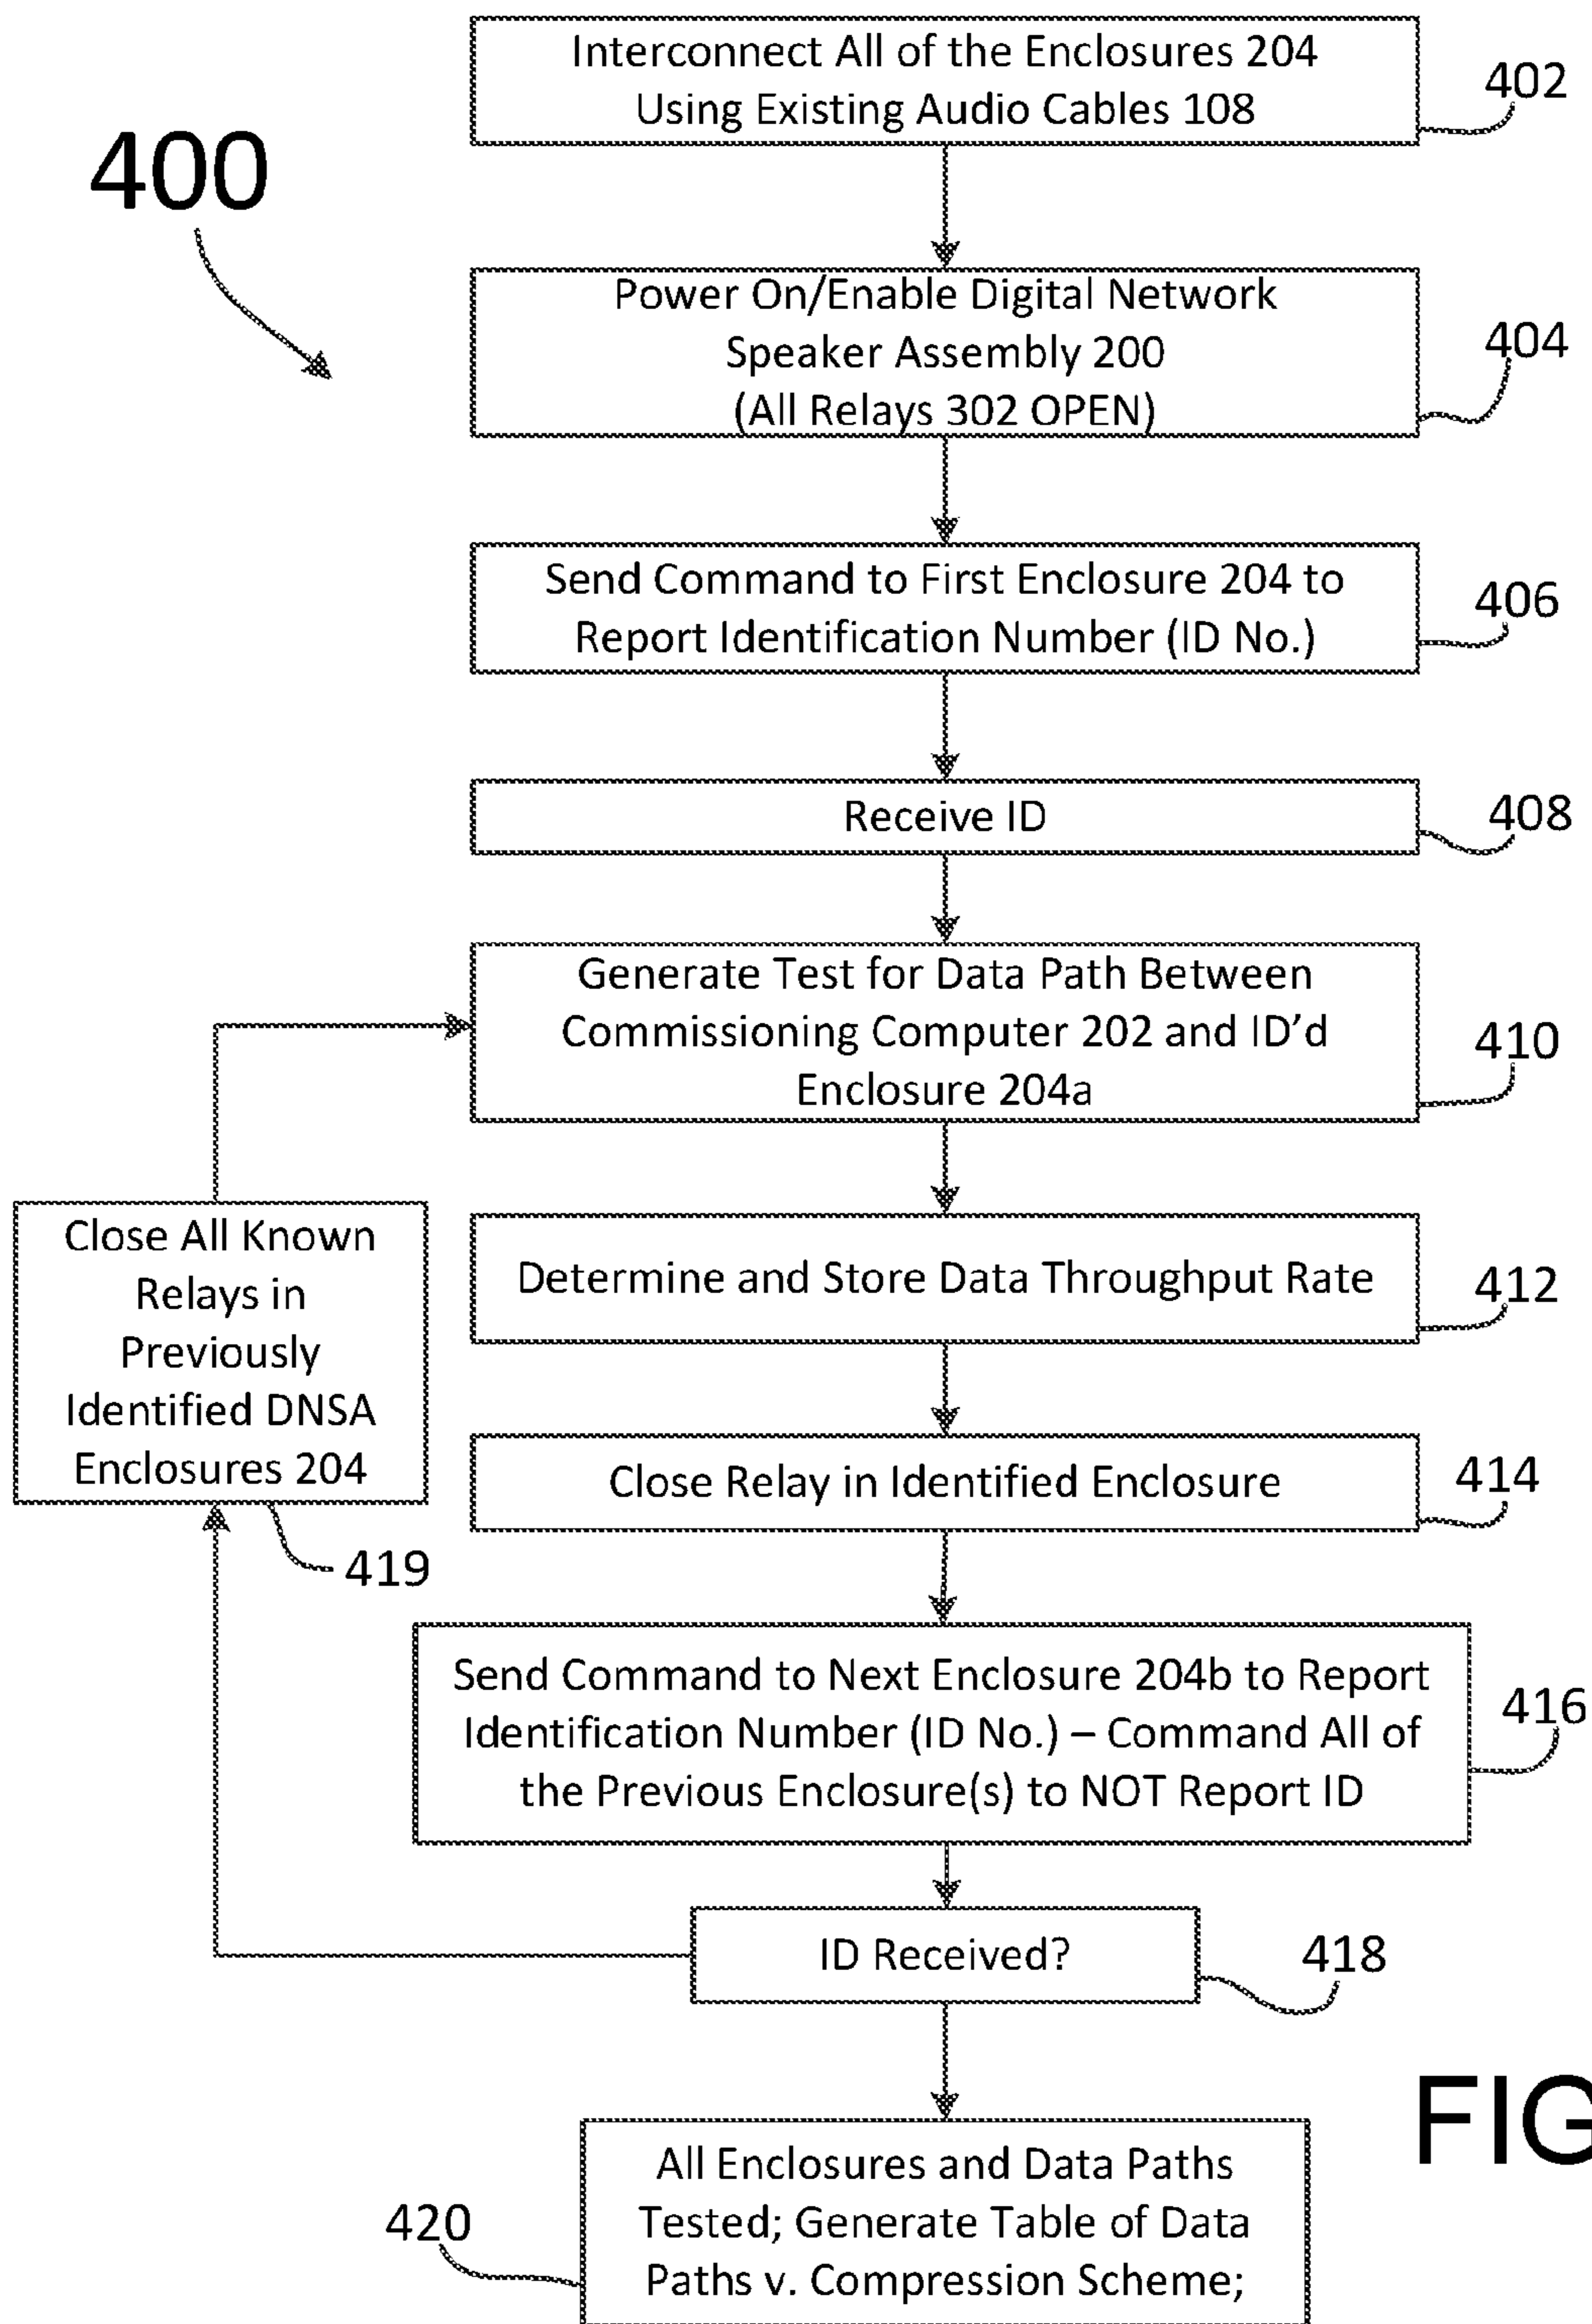 Interconnect All of the Enclosures 204
Using Existing Audio Cables 108
402
400
Power On/Enable Digital Network
Speaker Assembly 200
(All Relays 302 OPEN)
404
Send Command to First Enclosure 204 to
Report Identification Number (ID No.)
406
Receive ID
408
Generate Test for Data Path Between
Commissioning Computer 202 and ID’d
Enclosure 204a
410
Close All Known
Relays in
Previously
Identified DNSA
Enclosures 204
419
Determine and Store Data Throughput Rate
412
Close Relay in Identified Enclosure
414
Send Command to Next Enclosure 204b to Report
Identification Number (ID No.) – Command All of
the Previous Enclosure(s) to NOT Report ID
416
ID Received?
418
FIG
All Enclosures and Data Paths
Tested; Generate Table of Data
Paths v. Compression Scheme;
420